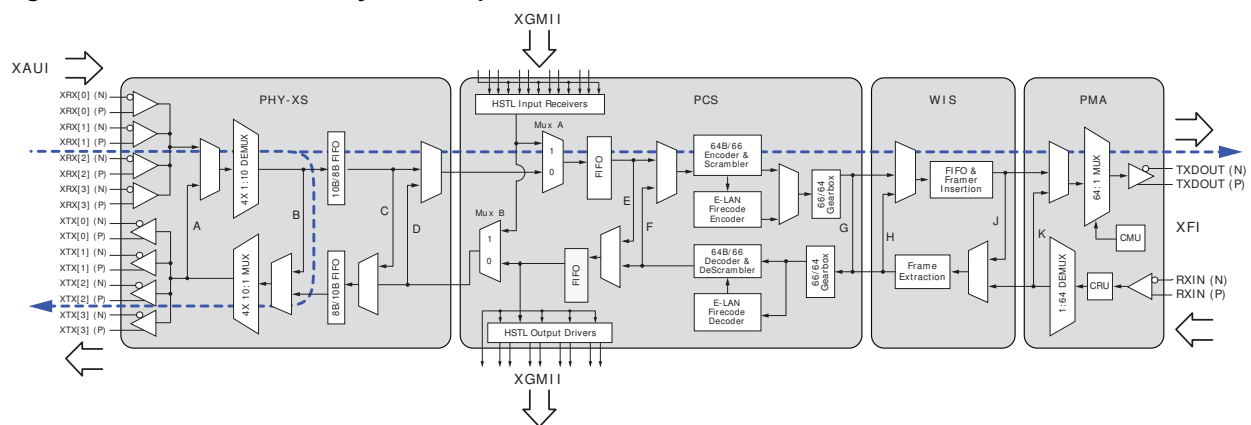 XGMII
XAUI
PHY-XS
PCS
WIS
PMA
XRX[0] (N)
XRX[0] (P)
XRX[1] (N)
XRX[1] (P)
XRX[2] (N)
XRX[2] (P)
XRX[3] (N)
XRX[3] (P)
XTX[0] (N)
XTX[0] (P)
XTX[1] (N)
XTX[1] (P)
XTX[2] (N)
XTX[2] (P)
XTX[3] (N)
XTX[3] (P)
A
4X 1:10 DEMUX
4X 10:1 MUX
B
10B/8B FIFO
8B/10B FIFO
C
D
HSTL Input Receivers
Mux A
1
0
Mux B
1
0
FIFO
FIFO
HSTL Output Drivers
E
F
64B/66
Encoder &
Scrambler
E-LAN
Firecode
Encoder
64B/66
Decoder &
DeScrambler
E-LAN
Firecode
Decoder
66/64
Gearbox
66/64
Gearbox
G
H
FIFO &
Framer
Insertion
Frame
Extraction
J
K
64:1 MUX
1:64 DEMUX
CMU
CRU
TXDOUT (N)
TXDOUT (P)
XFI
RXIN (N)
RXIN (P)
XGMII